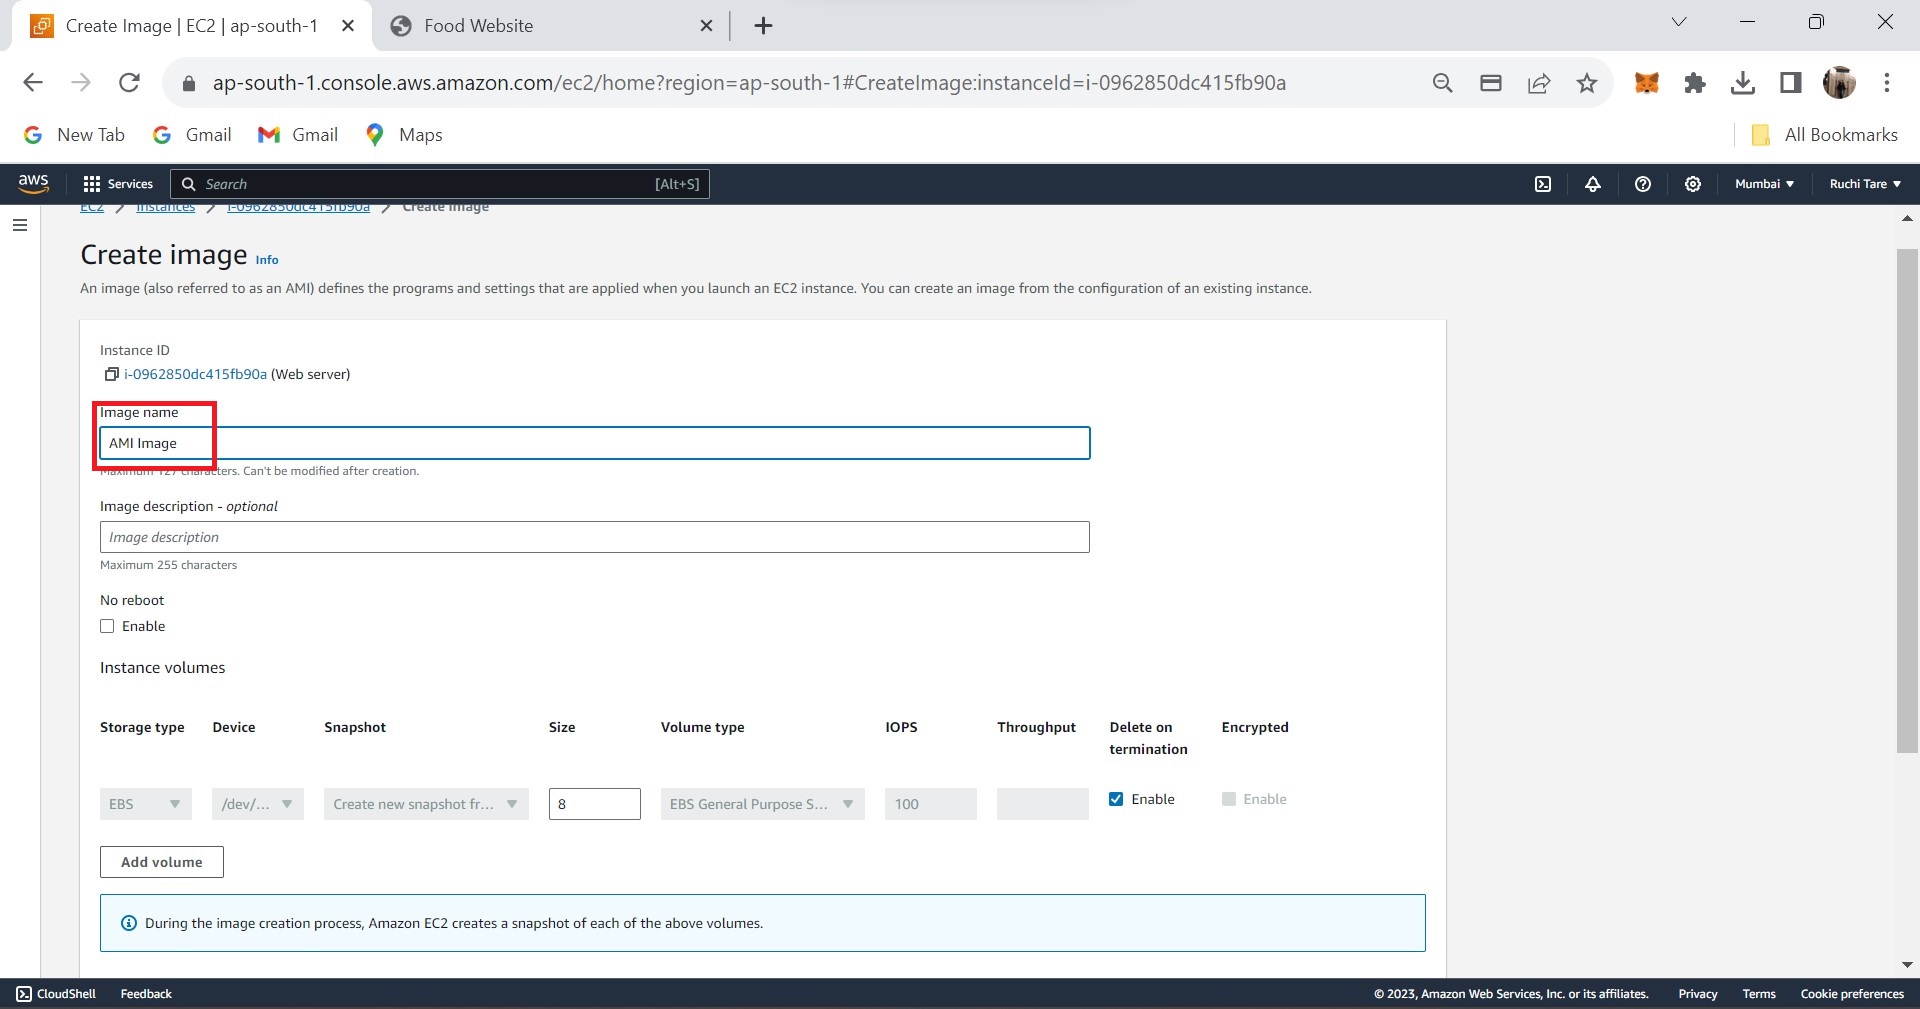 Create Image | EC2 | ap-south-1
Food Website
ap-south-1.console.aws.amazon.com/ec2/home?region=ap-south-1#CreateImage:instanceId=i-0962850dc415fb90a
New Tab Gmail Gmail Maps All Bookmarks
aws Services Search [Alt+S] Mumbai Ruchi Tare
EC2 Instances i-0962850dc415fb90a Create image
Create image Info
An image (also referred to as an AMI) defines the programs and settings that are applied when you launch an EC2 instance. You can create an image from the configuration of an existing instance.
Instance ID
i-0962850dc415fb90a (Web server)
Image name
AMI Image
Maximum 127 characters. Can't be modified after creation.
Image description - optional
Image description
Maximum 255 characters
No reboot
Enable
Instance volumes
Storage type Device Snapshot Size Volume type IOPS Throughput Delete on termination Encrypted
EBS /dev/... Create new snapshot fr... 8 EBS General Purpose S... 100 Enable Enable
Add volume
During the image creation process, Amazon EC2 creates a snapshot of each of the above volumes.
CloudShell Feedback © 2023, Amazon Web Services, Inc. or its affiliates. Privacy Terms Cookie preferences